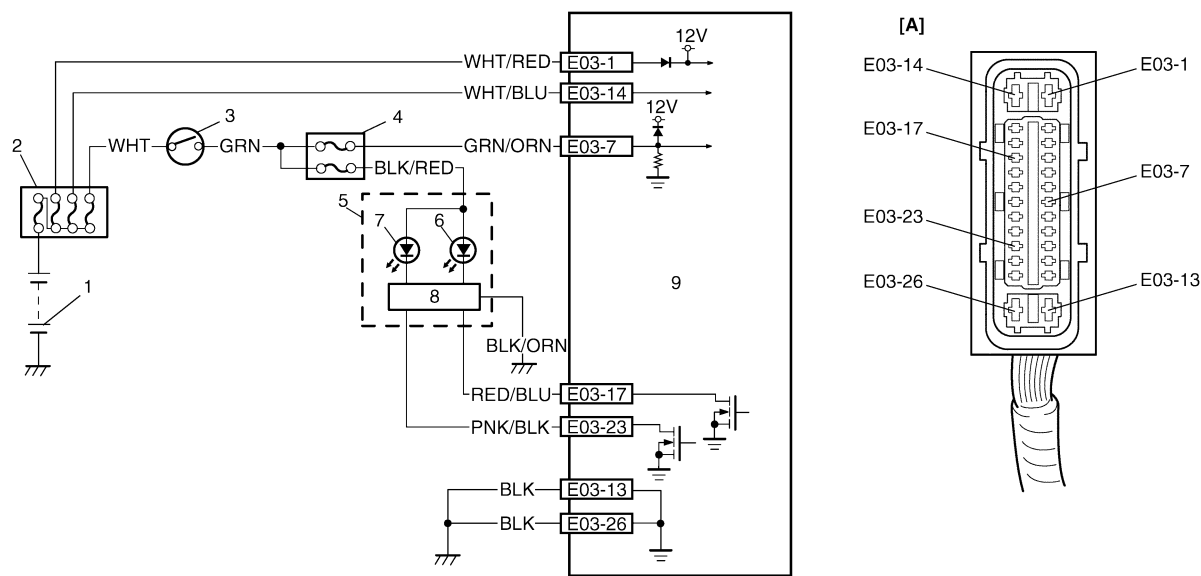 [A]
12V
WHT/RED E03-1
E03-14 E03-1
WHT/BLU E03-14
12V
3 4
E03-17
2 WHT GRN GRN/ORN E03-7
BLK/RED
E03-7
5 7 6
E03-23
1 8 9
E03-26 E03-13
BLK/ORN
RED/BLU E03-17
PNK/BLK E03-23
BLK E03-13
BLK E03-26